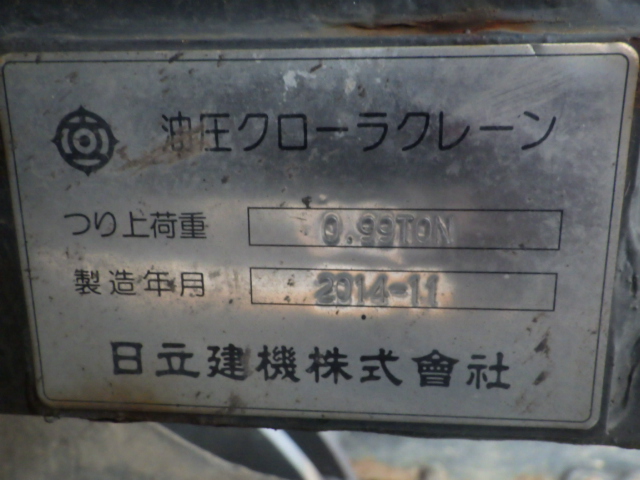 油圧クローラクレーン
つり上荷重 0.99TON
製造年月 2014-11
日立建機株式會社